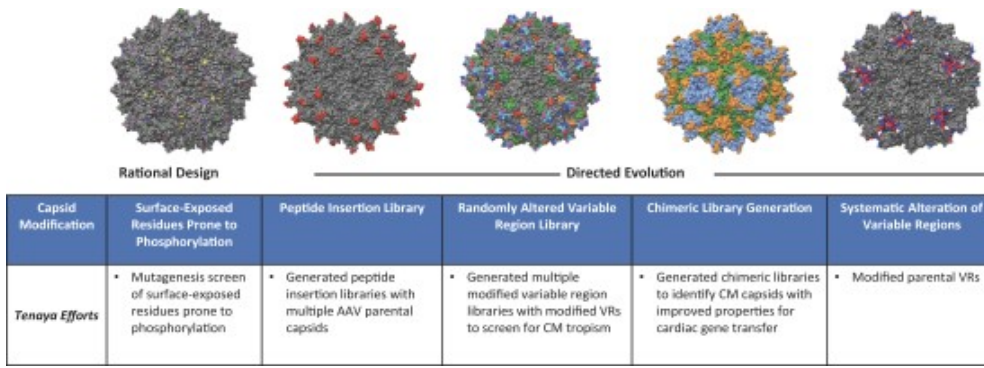 Rational Design
Directed Evolution
Capsid
Modification
Surface-Exposed
Residues Prone to
Phosphorylation
Peptide Insertion Library
Randomly Altered Variable
Region Library
Chimeric Library Generation
Systematic Alteration of
Variable Regions
Tenaya Efforts
▪ Mutagenesis screen
of surface-exposed
residues prone to
phosphorylation
▪ Generated peptide
insertion libraries with
multiple AAV parental
capsids
▪ Generated multiple
modified variable region
libraries with modified VRs
to screen for CM tropism
▪ Generated chimeric libraries
to identify CM capsids with
improved properties for
cardiac gene transfer
▪ Modified parental VRs